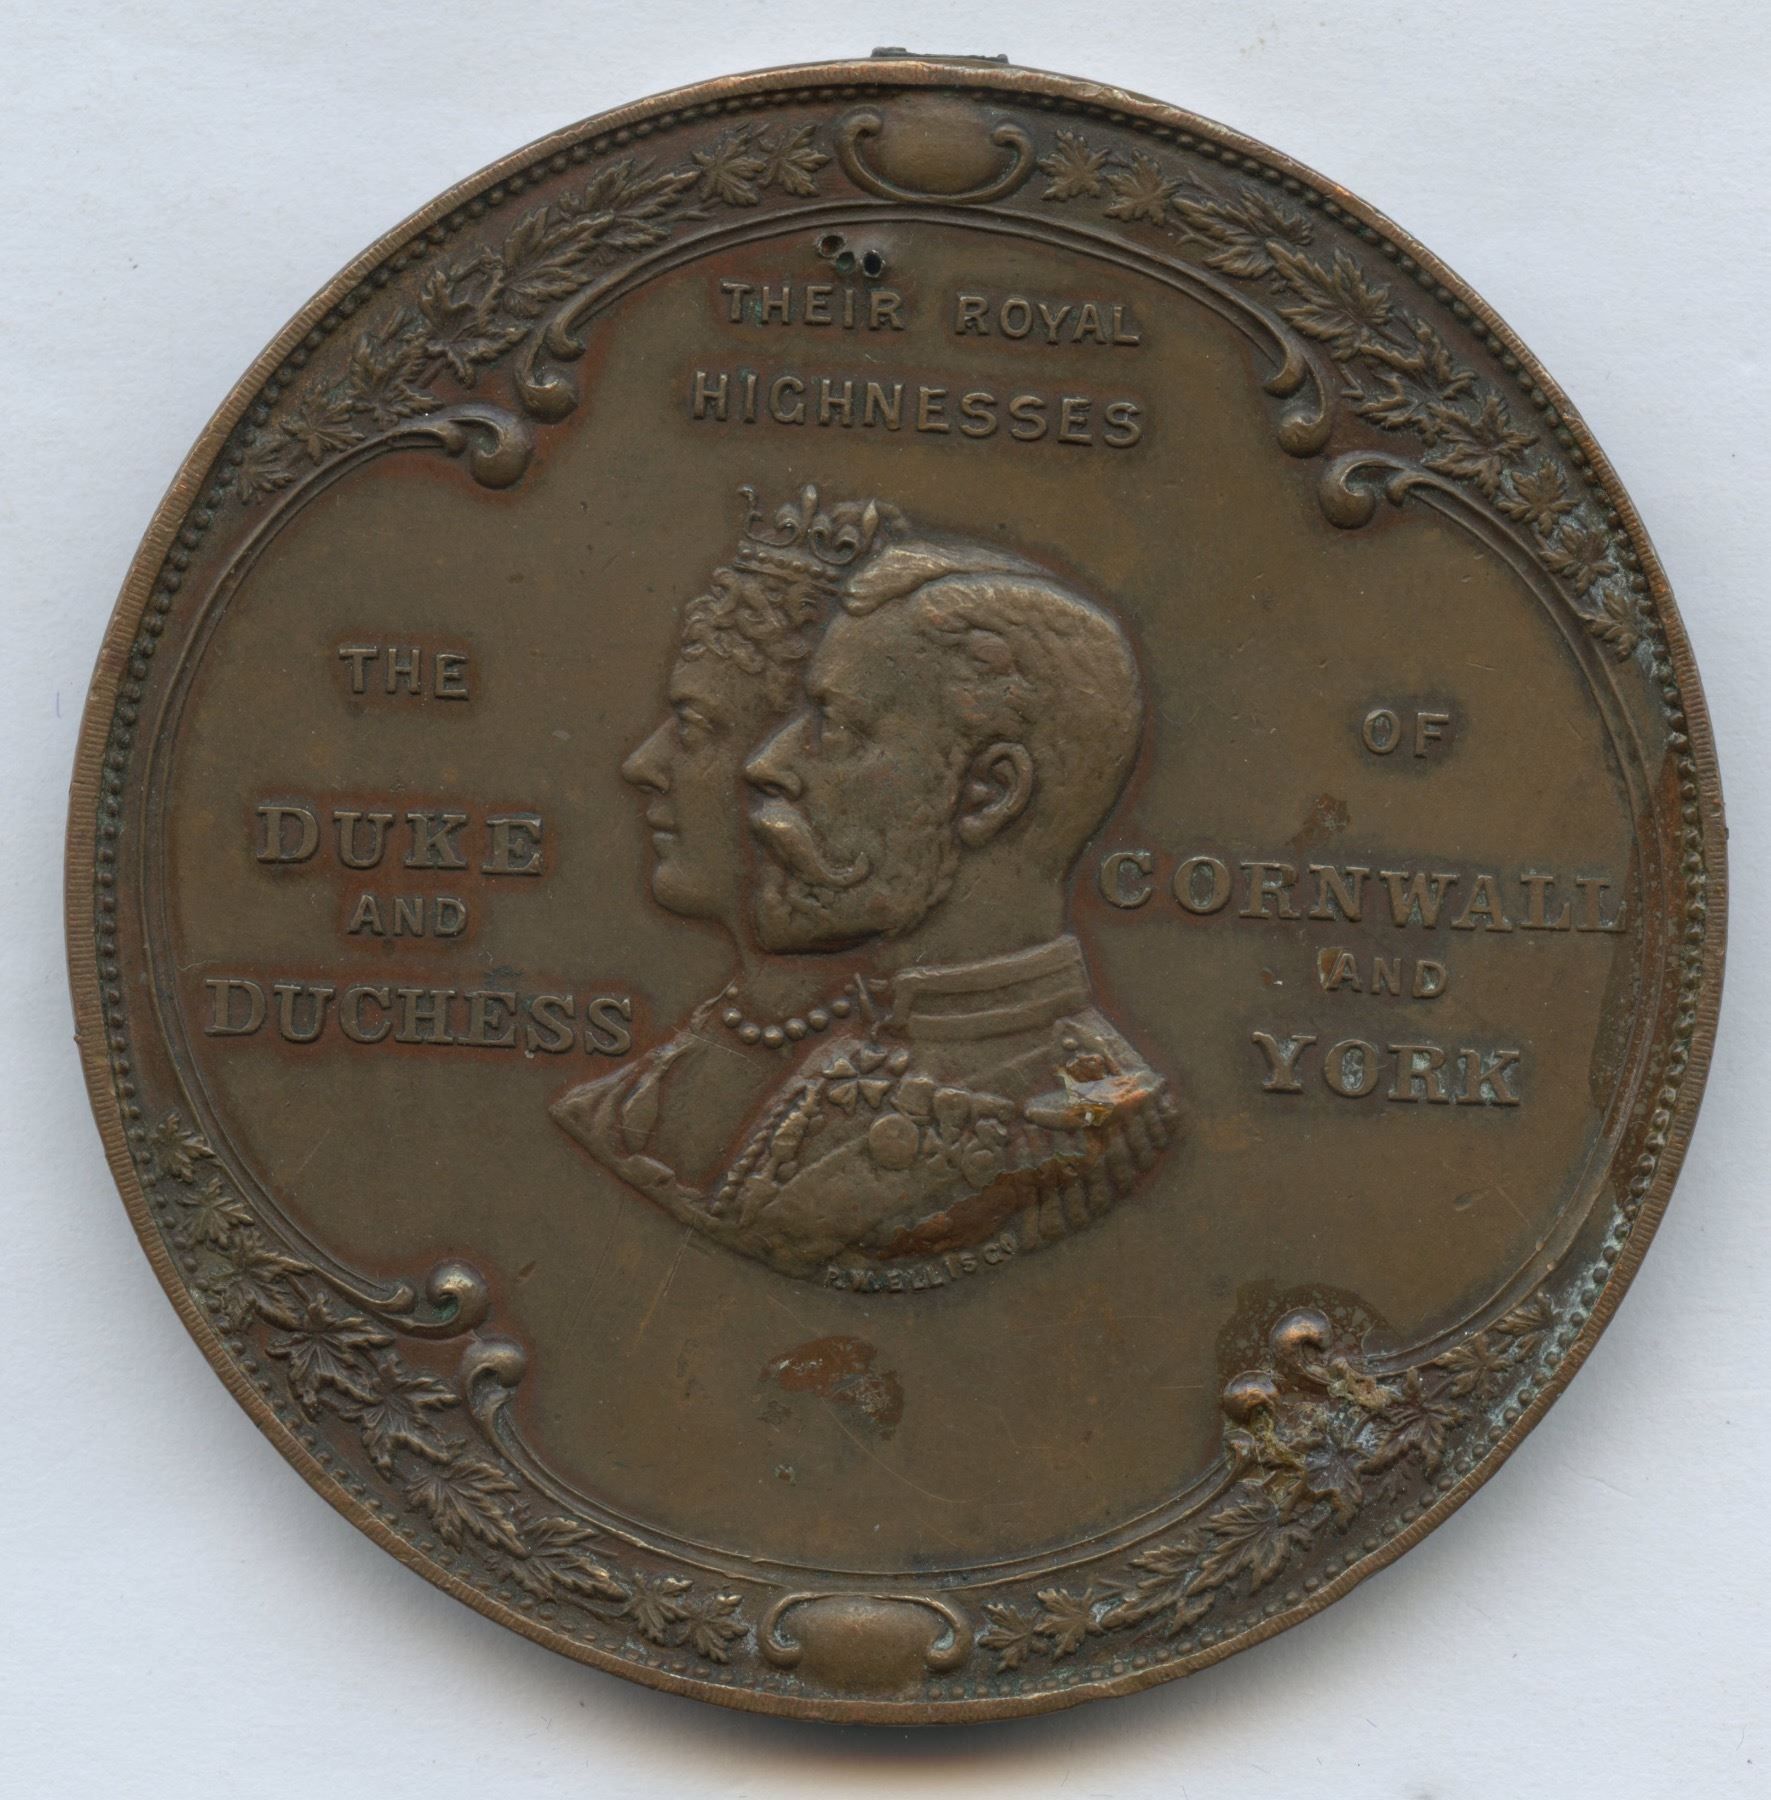 THEIR ROYAL
HIGHNESSES
THE
DUKE
AND
DUCHESS
OF
CORNWALL
AND
YORK
P.W. ELLIS CO